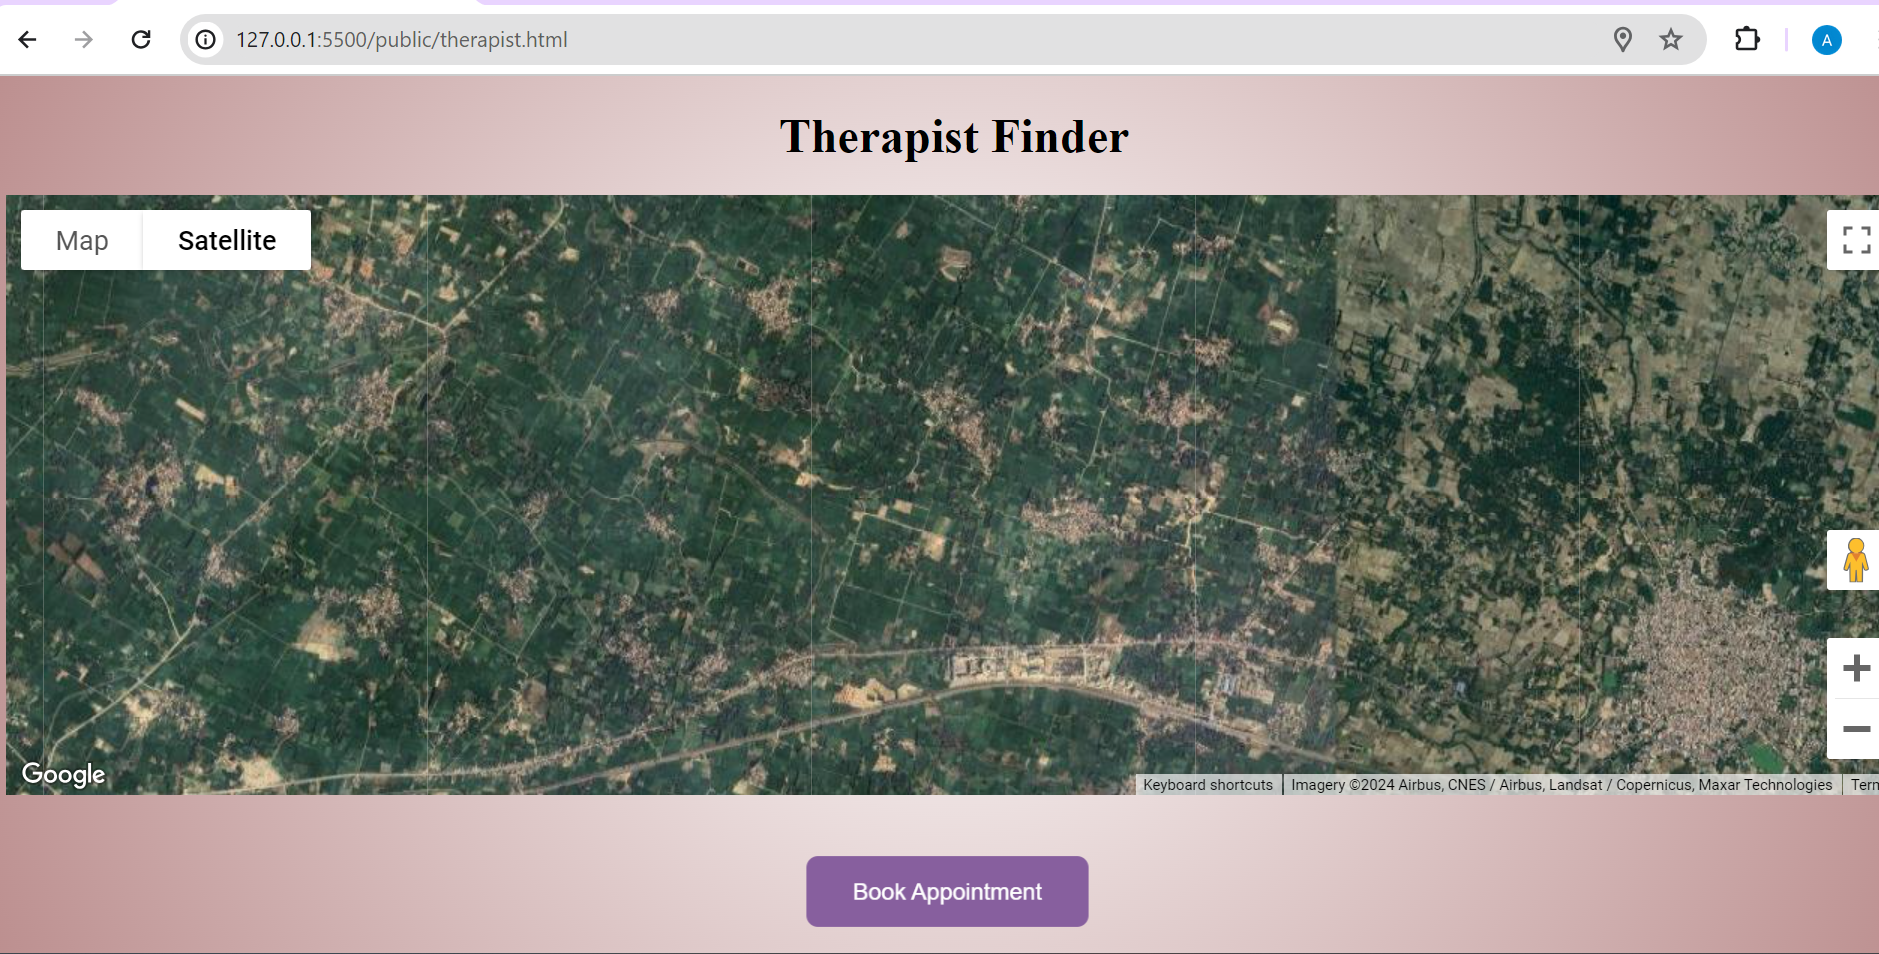 127.0.0.1:5500/public/therapist.html
A
Therapist Finder
Map Satellite
Google
Keyboard shortcuts Imagery ©2024 Airbus, CNES / Airbus, Landsat / Copernicus, Maxar Technologies
Book Appointment